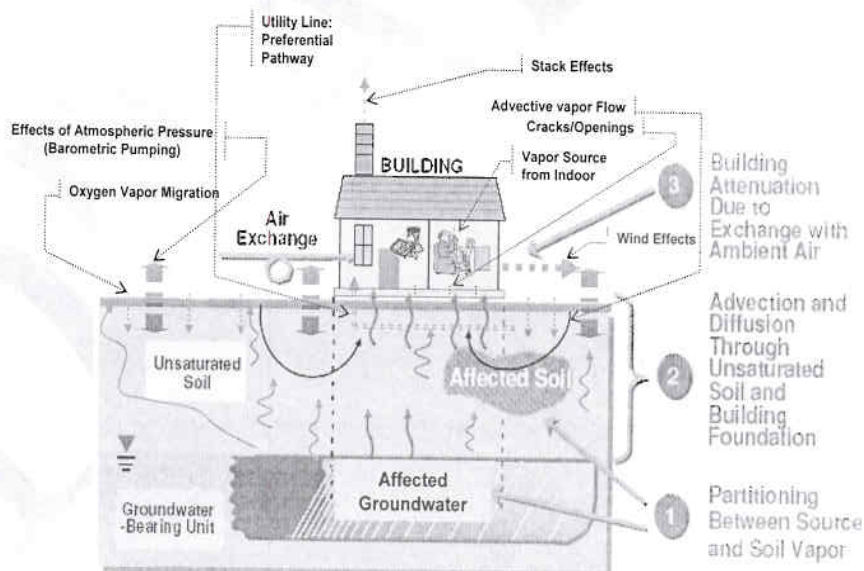 Utility Line:
Preferential
Pathway
Stack Effects
Effects of Atmospheric Pressure
(Barometric Pumping)
Advective vapor Flow
Cracks/Openings
BUILDING
Vapor Source
from Indoor
Oxygen Vapor Migration
Air
Exchange
Wind Effects
3
Building
Attenuation
Due to
Exchange with
Ambient Air
Unsaturated
Soil
Affected Soil
2
Advection and
Diffusion
Through
Unsaturated
Soil and
Building
Foundation
Affected
Groundwater
Groundwater
-Bearing Unit
1
Partitioning
Between Source
and Soil Vapor